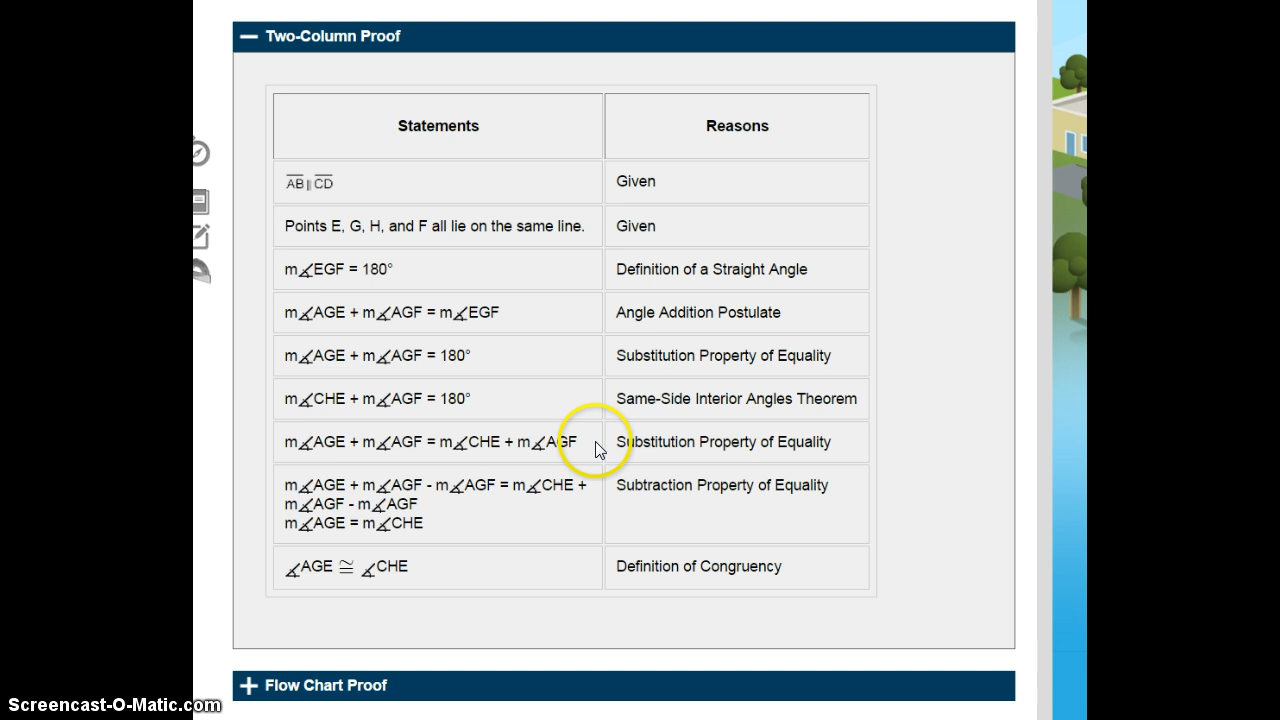 Two-Column Proof
Statements Reasons
AB || CD Given
Points E, G, H, and F all lie on the same line. Given
m∡EGF = 180° Definition of a Straight Angle
m∡AGE + m∡AGF = m∡EGF Angle Addition Postulate
m∡AGE + m∡AGF = 180° Substitution Property of Equality
m∡CHE + m∡AGF = 180° Same-Side Interior Angles Theorem
m∡AGE + m∡AGF = m∡CHE + m∡AGF Substitution Property of Equality
m∡AGE + m∡AGF - m∡AGF = m∡CHE + Subtraction Property of Equality
m∡AGF - m∡AGF
m∡AGE = m∡CHE
∡AGE ≅ ∡CHE Definition of Congruency
Flow Chart Proof
Screencast-O-Matic.com